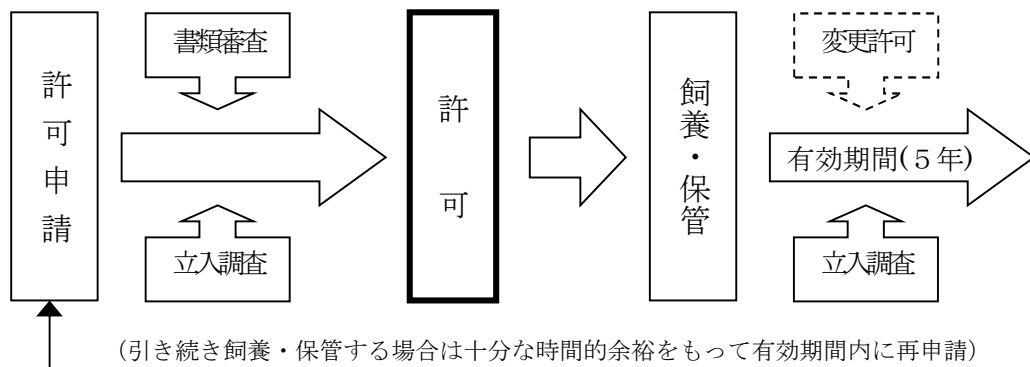 許可申請
書類審査
立入調査
許可
飼養・保管
変更許可
有効期間(５年)
立入調査
(引き続き飼養・保管する場合は十分な時間的余裕をもって有効期間内に再申請)